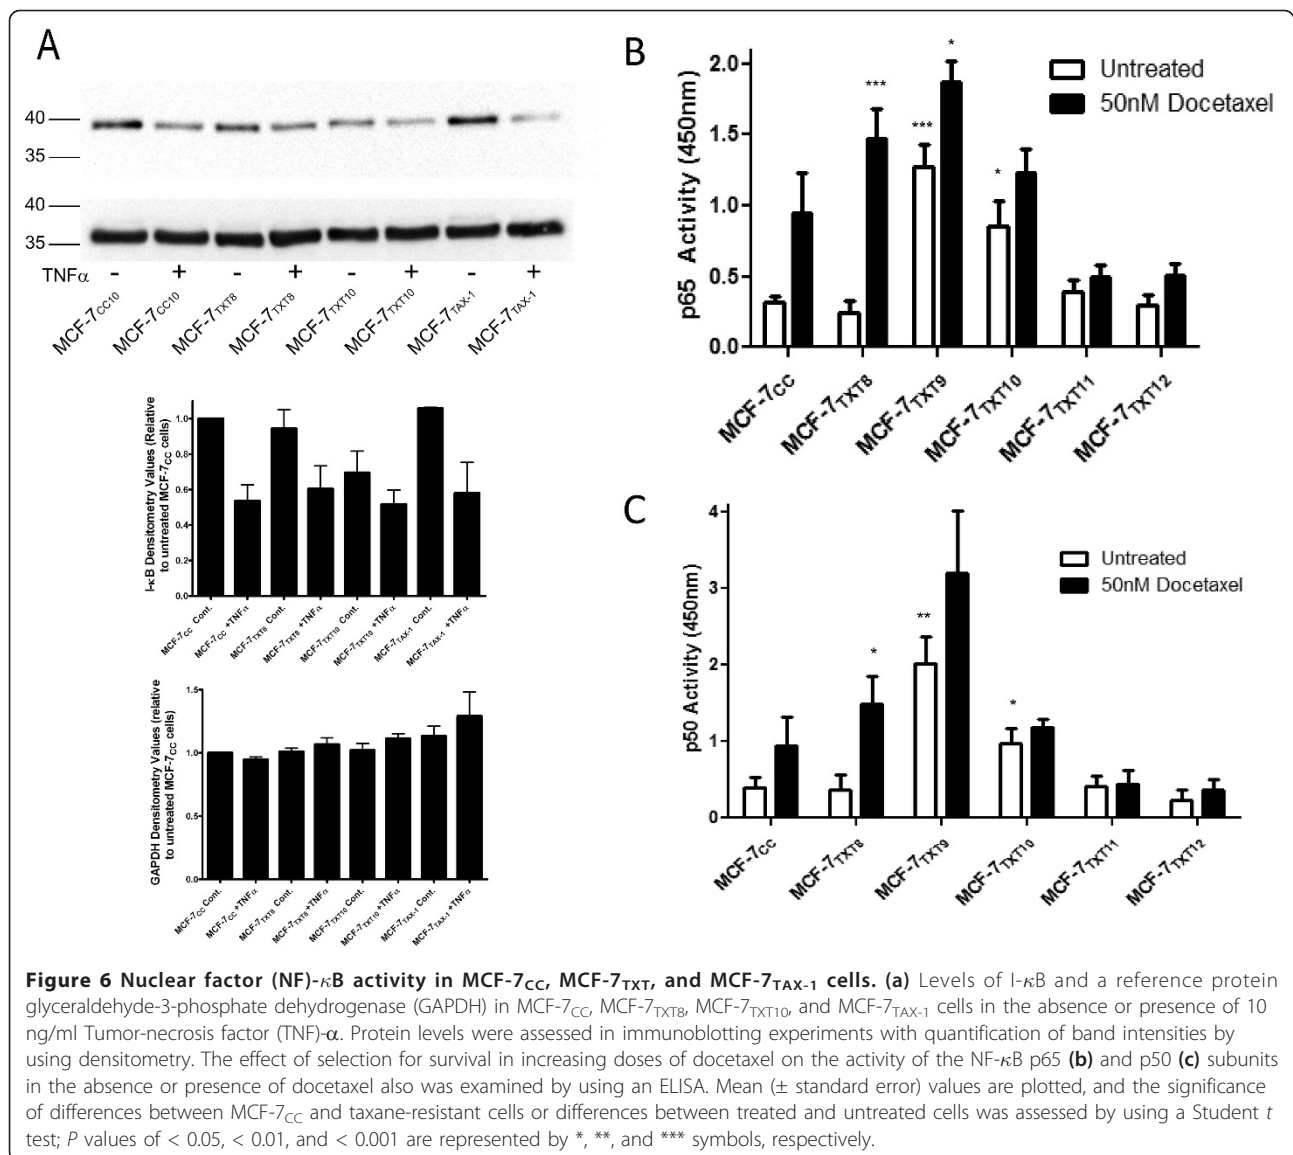 A
40
35
40
35
TNFα - + - + - + - +
MCF-7CC10 MCF-7CC10 MCF-7TXT8 MCF-7TXT8 MCF-7TXT10 MCF-7TXT10 MCF-7TAX-1 MCF-7TAX-1
I-κB Densitometry Values (Relative
to untreated MCF-7CC cells)
1.0
0.8
0.6
0.4
0.2
0.0
MCF-7CC Cont. MCF-7CC +TNFα MCF-7TXT8 Cont. MCF-7TXT8 +TNFα MCF-7TXT10 Cont. MCF-7TXT10 +TNFα MCF-7TAX-1 Cont. MCF-7TAX-1 +TNFα
GAPDH Densitometry Values (relative
to untreated MCF-7CC cells)
1.5
1.0
0.5
0.0
MCF-7CC Cont. MCF-7CC +TNFα MCF-7TXT8 Cont. MCF-7TXT8 +TNFα MCF-7TXT10 Cont. MCF-7TXT10 +TNFα MCF-7TAX-1 Cont. MCF-7TAX-1 +TNFα
B
p65 Activity (450nm)
2.0
1.5
1.0
0.5
0.0
*** *** * *
Untreated
50nM Docetaxel
MCF-7CC MCF-7TXT8 MCF-7TXT9 MCF-7TXT10 MCF-7TXT11 MCF-7TXT12
C
p50 Activity (450nm)
4
3
2
1
0
* ** *
Untreated
50nM Docetaxel
MCF-7CC MCF-7TXT8 MCF-7TXT9 MCF-7TXT10 MCF-7TXT11 MCF-7TXT12
Figure 6 Nuclear factor (NF)-κB activity in MCF-7CC, MCF-7TXT, and MCF-7TAX-1 cells. (a) Levels of I-κB and a reference protein
glyceraldehyde-3-phosphate dehydrogenase (GAPDH) in MCF-7CC, MCF-7TXT8, MCF-7TXT10, and MCF-7TAX-1 cells in the absence or presence of 10
ng/ml Tumor-necrosis factor (TNF)-α. Protein levels were assessed in immunoblotting experiments with quantification of band intensities by
using densitometry. The effect of selection for survival in increasing doses of docetaxel on the activity of the NF-κB p65 (b) and p50 (c) subunits
in the absence or presence of docetaxel also was examined by using an ELISA. Mean (± standard error) values are plotted, and the significance
of differences between MCF-7CC and taxane-resistant cells or differences between treated and untreated cells was assessed by using a Student t
test; P values of < 0.05, < 0.01, and < 0.001 are represented by *, **, and *** symbols, respectively.